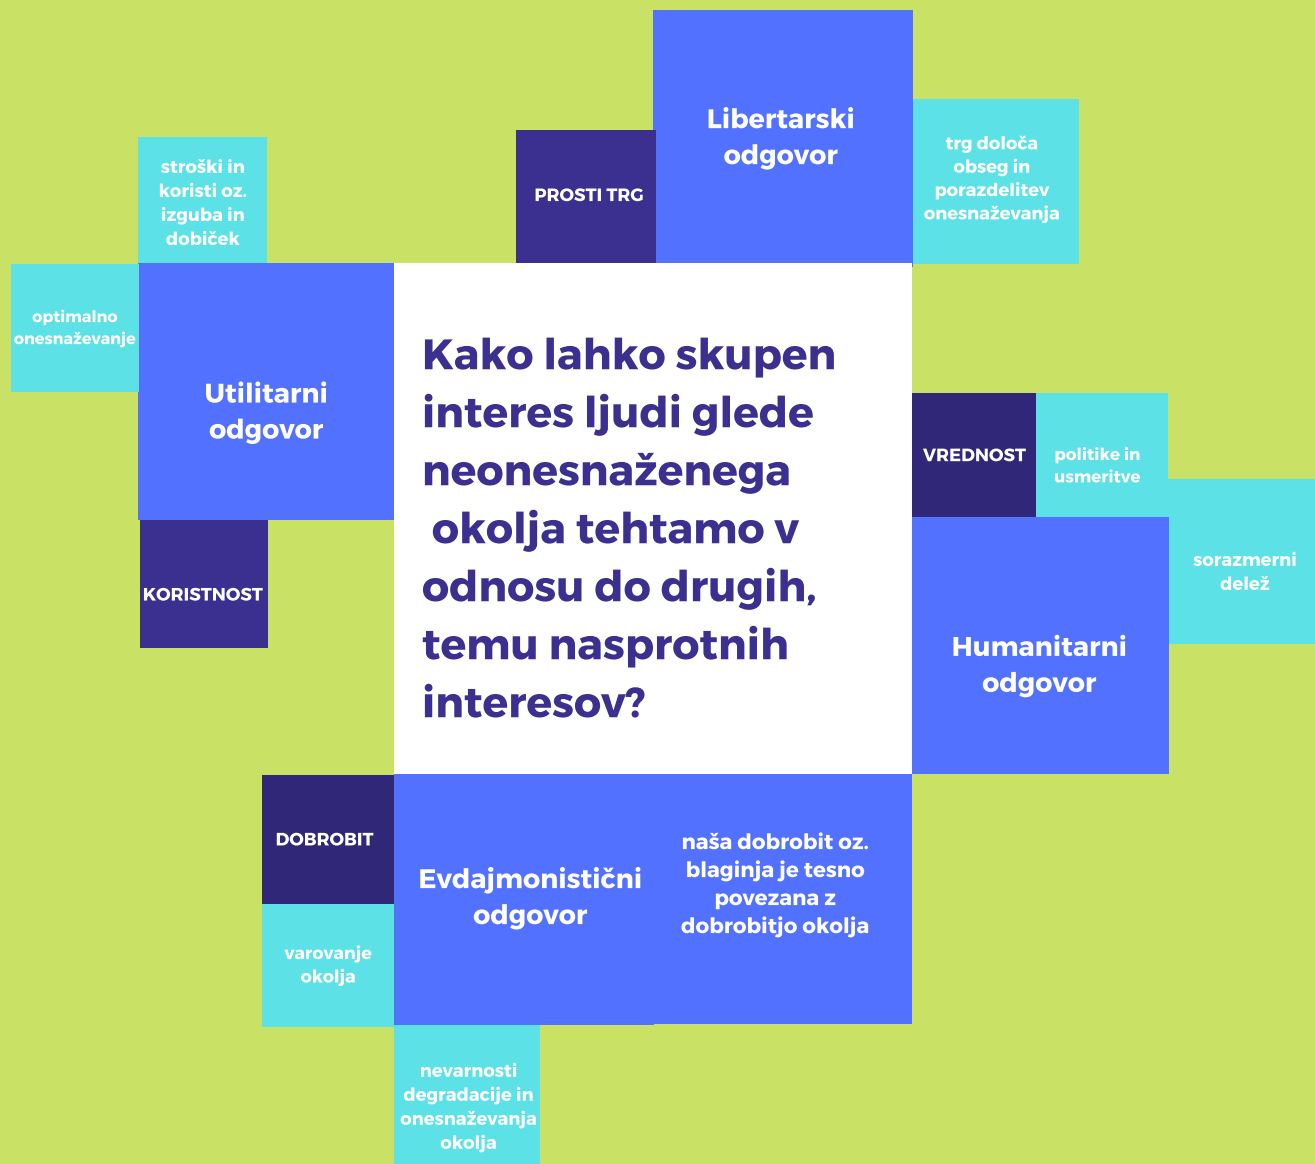 Libertarski
odgovor
PROSTI TRG
trg določa
obseg in
porazdelitev
onesnaževanja
stroški in
koristi oz.
izguba in
dobiček
optimalno
onesnaževanje
Utilitarni
odgovor
KORISTNOST
Kako lahko skupen
interes ljudi glede
neonesnaženega
okolja tehtamo v
odnosu do drugih,
temu nasprotnih
interesov?
VREDNOST
politike in
usmeritve
sorazmerni
delež
Humanitarni
odgovor
DOBROBIT
varovanje
okolja
Evdajmonistični
odgovor
naša dobrobit oz.
blaginja je tesno
povezana z
dobrobitjo okolja
nevarnosti
degradacije in
onesnaževanja
okolja